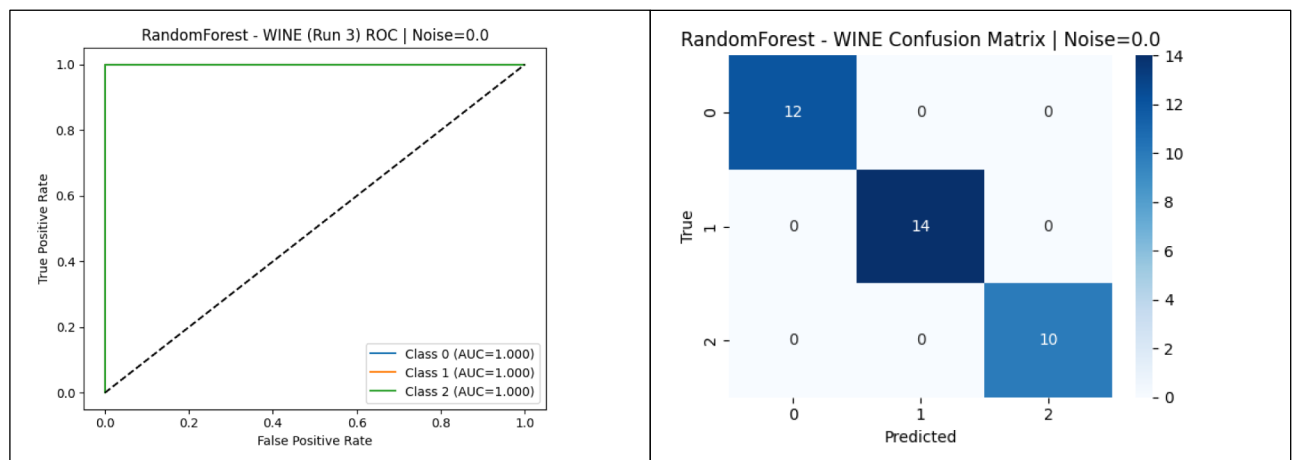 RandomForest - WINE (Run 3) ROC | Noise=0.0
1.0
0.8
0.6
0.4
0.2
0.0
True Positive Rate
0.0 0.2 0.4 0.6 0.8 1.0
False Positive Rate
Class 0 (AUC=1.000)
Class 1 (AUC=1.000)
Class 2 (AUC=1.000)
RandomForest - WINE Confusion Matrix | Noise=0.0
True
0 12 0 0
1 0 14 0
2 0 0 10
0 1 2
Predicted
14
12
10
8
6
4
2
0